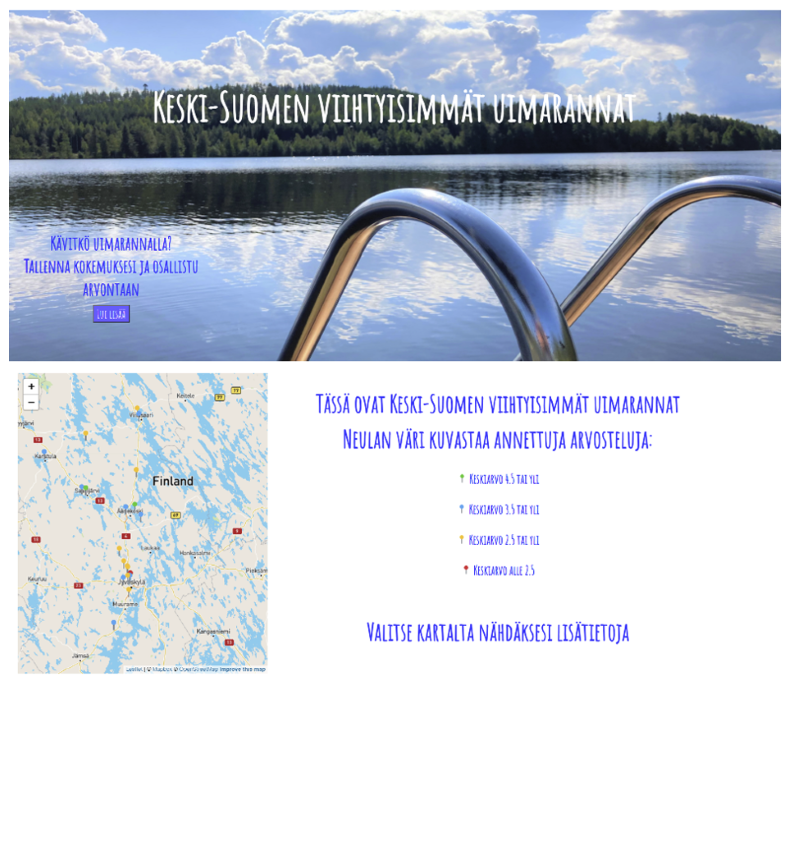 Keski-Suomen viihtyisimmät uimarannat
Kävitkö uimarannalla?
Tallenna kokemuksesi ja osallistu
arvontaan
Lue lisää
Tässä ovat Keski-Suomen viihtyisimmät uimarannat
Neulan väri kuvastaa annettuja arvosteluja:
Keskiarvo 4.5 tai yli
Keskiarvo 3.5 tai yli
Keskiarvo 2.5 tai yli
Keskiarvo alle 2.5
Valitse kartalta nähdäksesi lisätietoja
+
−
Viitasaari
Karstula
Saarijärvi
Äänekoski
Finland
Laukaa
Hankasalmi
Keuruu
Jyväskylä
Muurame
Kangasniemi
Jämsä
Leaflet | © Mapbox © OpenStreetMap Improve this map